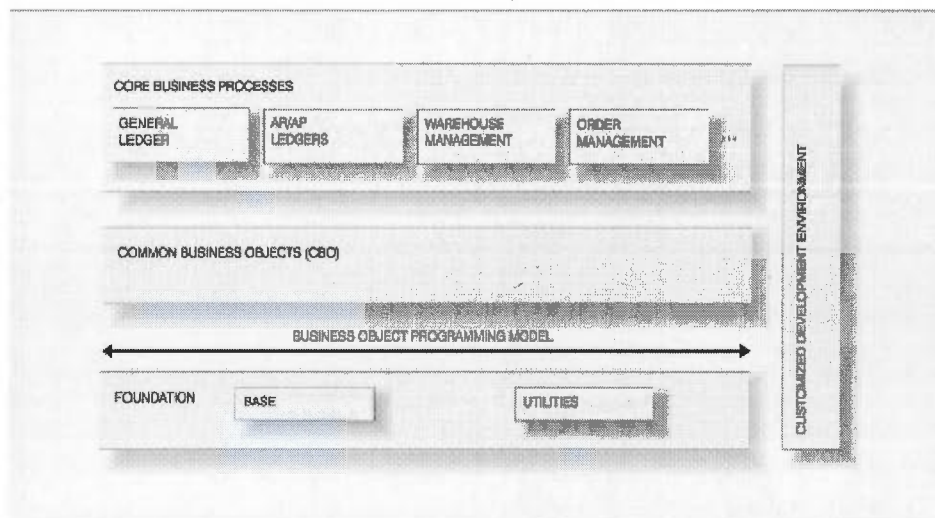 CORE BUSINESS PROCESSES
GENERAL
LEDGER
AR/AP
LEDGERS
WAREHOUSE
MANAGEMENT
ORDER
MANAGEMENT
...
COMMON BUSINESS OBJECTS (CBO)
BUSINESS OBJECT PROGRAMMING MODEL
FOUNDATION
BASE
UTILITIES
CUSTOMIZED DEVELOPMENT ENVIRONMENT